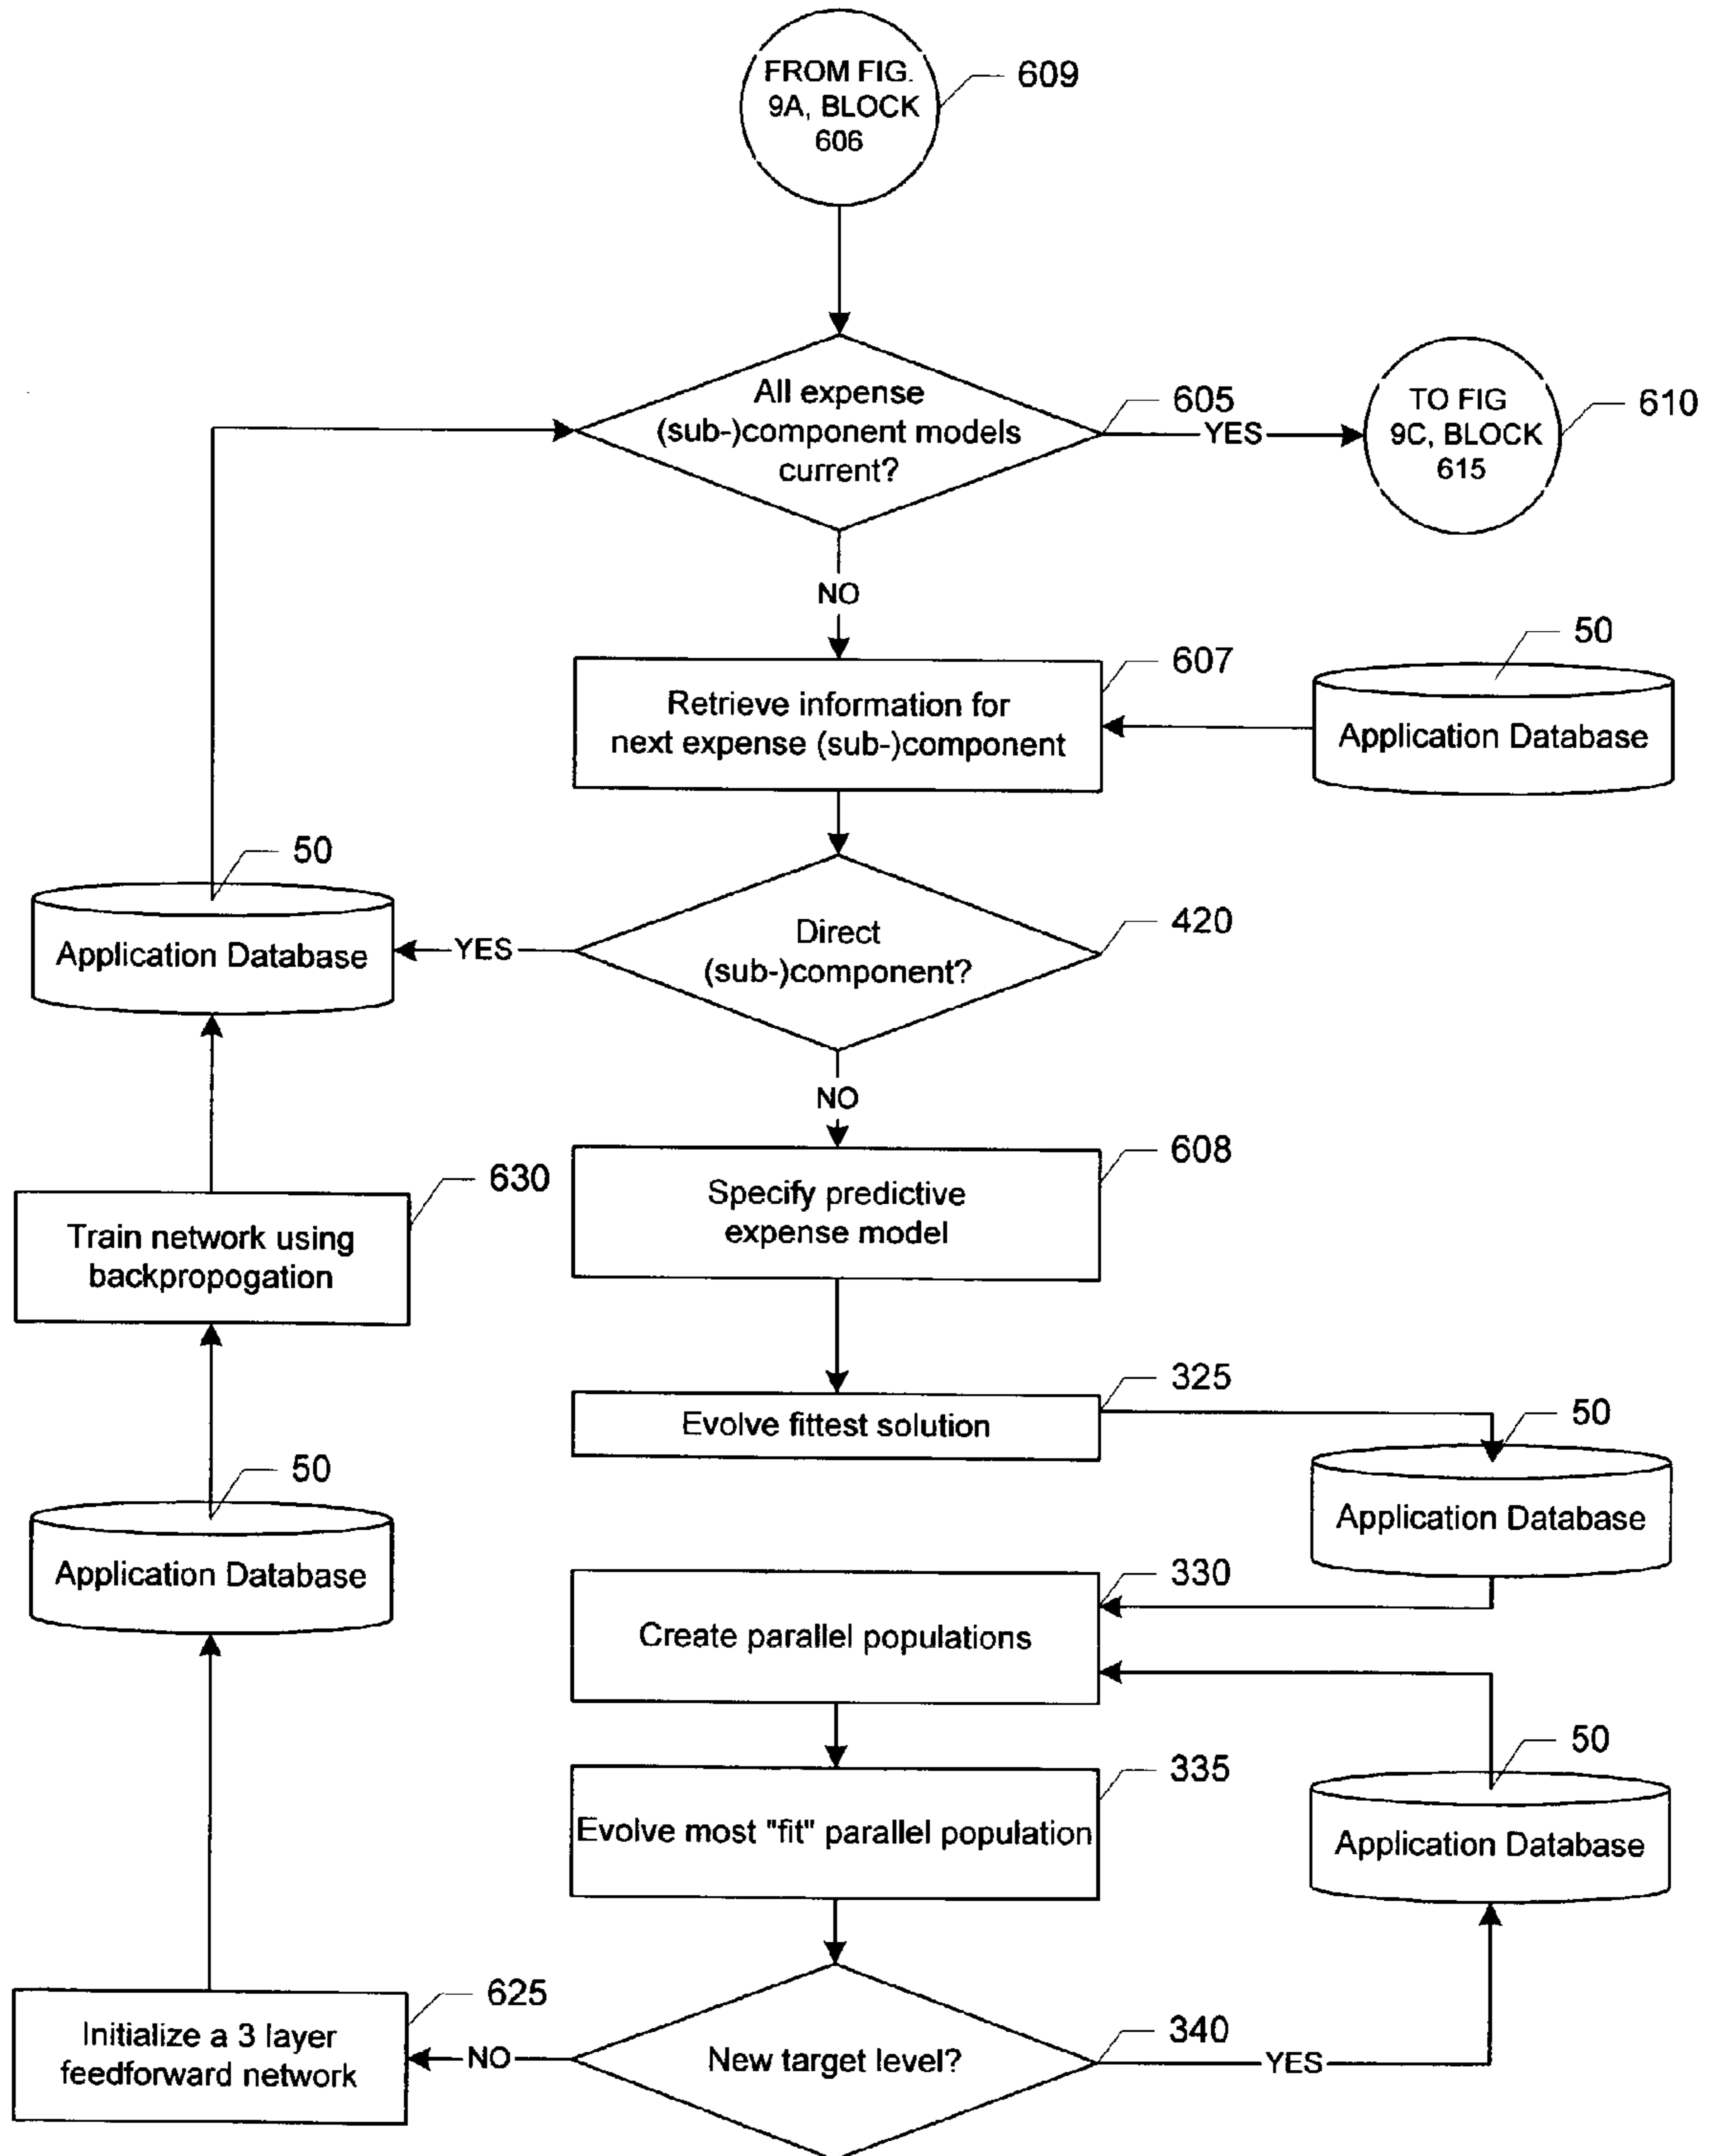 FROM FIG.
9A, BLOCK
606
609
All expense
(sub-)component models
current?
605
YES
TO FIG
9C, BLOCK
615
610
NO
Retrieve information for
next expense (sub-)component
607
50
Application Database
Direct
(sub-)component?
420
YES
50
Application Database
NO
Specify predictive
expense model
608
630
Train network using
backpropogation
Evolve fittest solution
325
50
Application Database
50
Application Database
Create parallel populations
330
Evolve most "fit" parallel population
335
50
Application Database
New target level?
340
YES
NO
625
Initialize a 3 layer
feedforward network